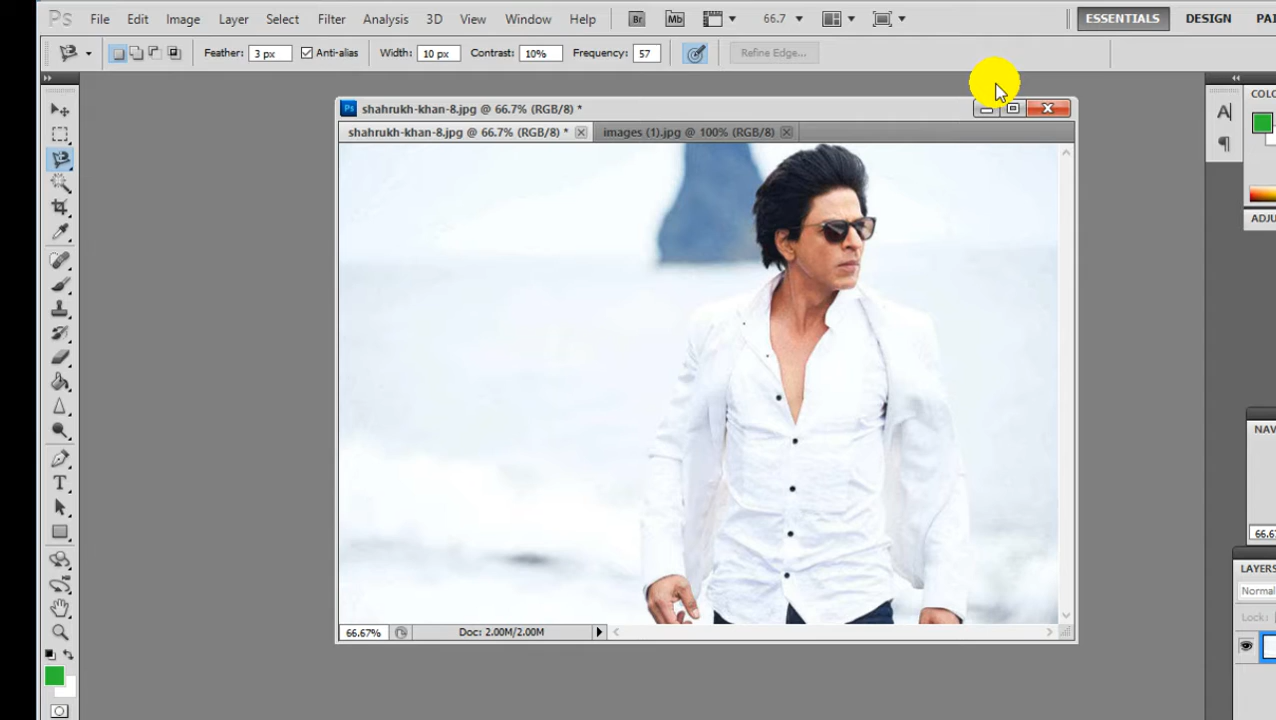 Ps File Edit Image Layer Select Filter Analysis 3D View Window Help Br Mb 66.7 ESSENTIALS DESIGN PAI
Feather: 3 px Anti-alias Width: 10 px Contrast: 10% Frequency: 57 Refine Edge...
COLO
Ps shahrukh-khan-8.jpg @ 66.7% (RGB/8) *
shahrukh-khan-8.jpg @ 66.7% (RGB/8) * images (1).jpg @ 100% (RGB/8)
A
ADJU
NAV
T
66.6
LAYERS
Normal
Lock:
66.67% Doc: 2.00M/2.00M